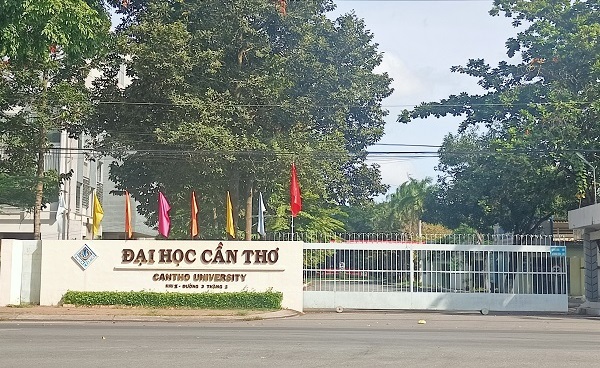 ĐẠI HỌC CẦN THƠ
CANTHO UNIVERSITY
KHU II - ĐƯỜNG 3 THÁNG 2